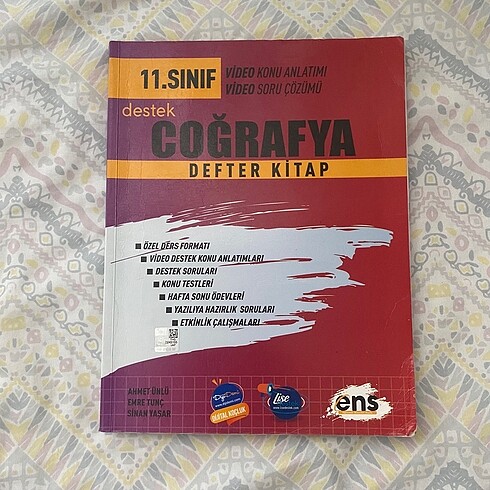 11.SINIF
VİDEO KONU ANLATIMI
VİDEO SORU ÇÖZÜMÜ
destek
COĞRAFYA
DEFTER KİTAP
ÖZEL DERS FORMATI
VİDEO DESTEK KONU ANLATIMLARI
DESTEK SORULARI
KONU TESTLERİ
HAFTA SONU ÖDEVLERİ
YAZILIYA HAZIRLIK SORULARI
ETKİNLİK ÇALIŞMALARI
AHMET ÜNLÜ
EMRE TUNÇ
SİNAN YAŞAR
DİJİTAL KOÇLUK
Lise
ens